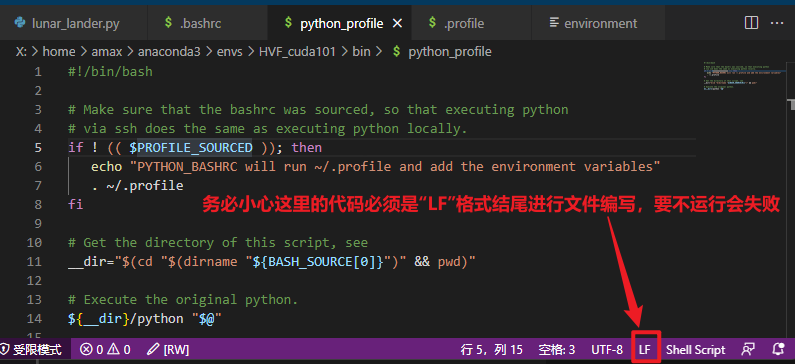 lunar_lander.py $ .bashrc $ python_profile × $ .profile environment
X: > home > amax > anaconda3 > envs > HVF_cuda101 > bin > $ python_profile
1 #!/bin/bash
2
3 # Make sure that the bashrc was sourced, so that executing python
4 # via ssh does the same as executing python locally.
5 if ! (( $PROFILE_SOURCED )); then
6 echo "PYTHON_BASHRC will run ~/.profile and add the environment variables"
7 . ~/.profile
8 fi
务必小心这里的代码必须是“LF”格式结尾进行文件编写，要不运行会失败
9
10 # Get the directory of this script, see
11 __dir="$(cd "$(dirname "${BASH_SOURCE[0]}")" && pwd)"
12
13 # Execute the original python.
14 ${__dir}/python "$@"
15
受限模式 0 0 [RW] 行 5，列 15 空格: 3 UTF-8 LF Shell Script